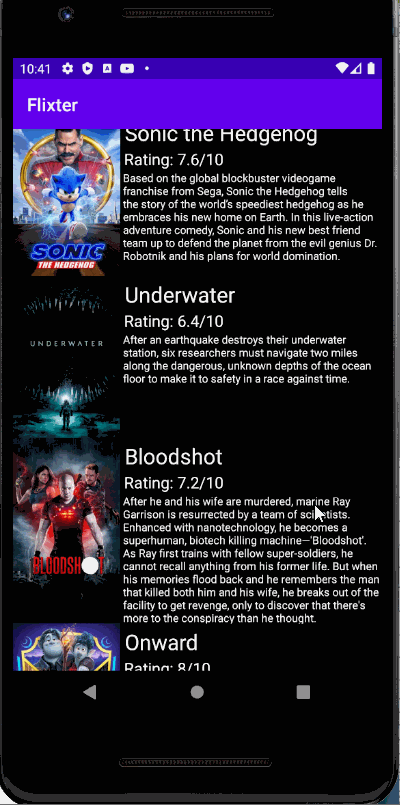 10:41
Flixter
Sonic the Hedgehog
Rating: 7.6/10
Based on the global blockbuster videogame
franchise from Sega, Sonic the Hedgehog tells
the story of the world's speediest hedgehog as he
embraces his new home on Earth. In this live-action
adventure comedy, Sonic and his new best friend
team up to defend the planet from the evil genius Dr.
Robotnik and his plans for world domination.
SONIC
THE HEDGEHOG
Underwater
Rating: 6.4/10
After an earthquake destroys their underwater
station, six researchers must navigate two miles
along the dangerous, unknown depths of the ocean
floor to make it to safety in a race against time.
UNDERWATER
Bloodshot
Rating: 7.2/10
After he and his wife are murdered, marine Ray
Garrison is resurrected by a team of scientists.
Enhanced with nanotechnology, he becomes a
superhuman, biotech killing machine—'Bloodshot'.
As Ray first trains with fellow super-soldiers, he
cannot recall anything from his former life. But when
his memories flood back and he remembers the man
that killed both him and his wife, he breaks out of the
facility to get revenge, only to discover that there's
more to the conspiracy than he thought.
BLOODSHOT
Onward
Rating: 8/10